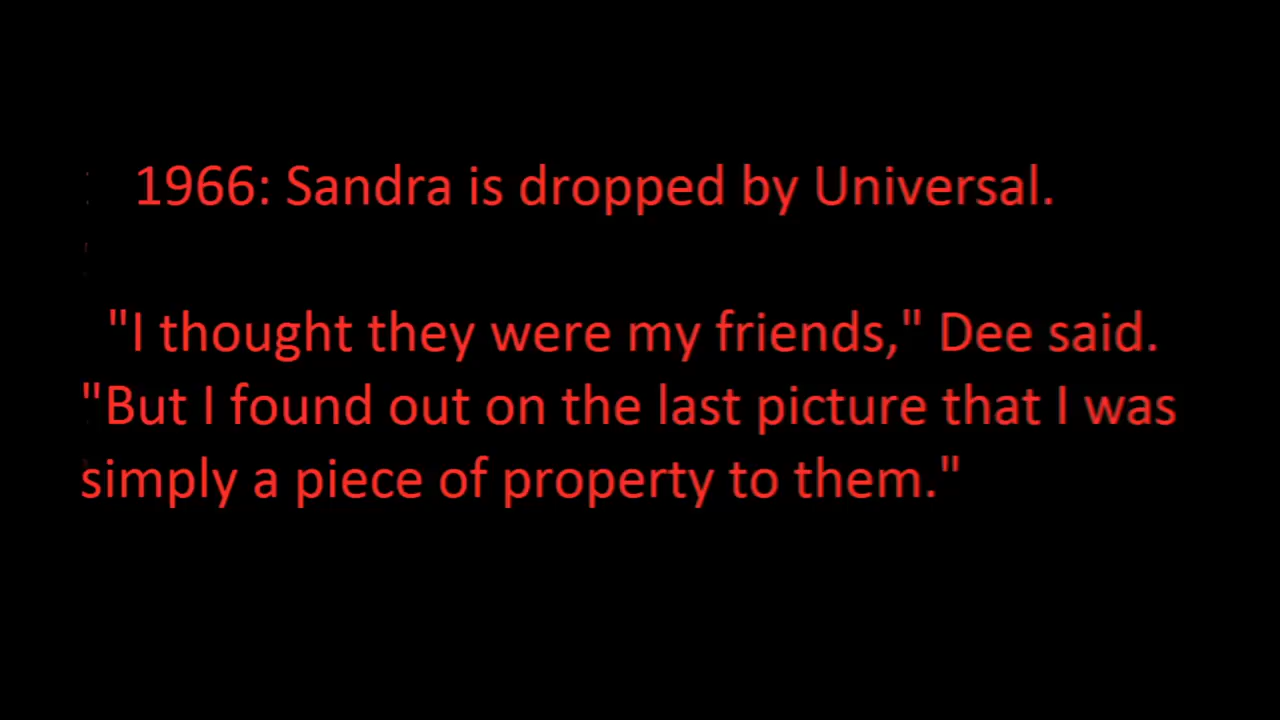 1966: Sandra is dropped by Universal.
"I thought they were my friends," Dee said.
"But I found out on the last picture that I was
simply a piece of property to them."